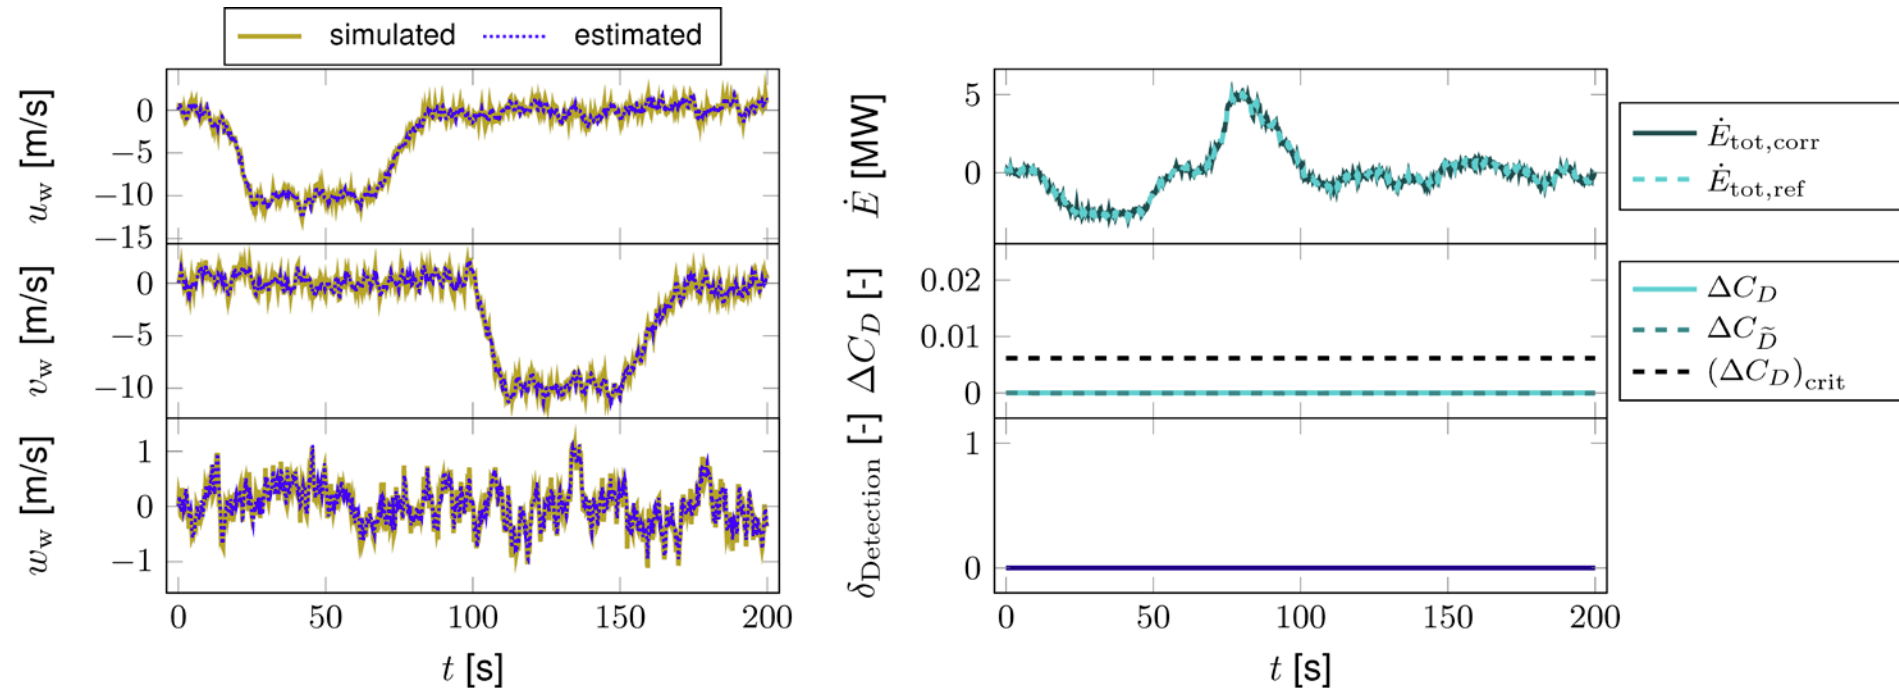 simulated estimated
0
−5
−10
−15
u_w [m/s]
0
−5
−10
v_w [m/s]
1
0
−1
w_w [m/s]
0 50 100 150 200
t [s]
5
0
Ė [MW]
Ė_tot,corr
Ė_tot,ref
0.02
0.01
0
ΔC_D [-]
ΔC_D
ΔC_D̃
(ΔC_D)_crit
1
0
δ_Detection [-]
0 50 100 150 200
t [s]